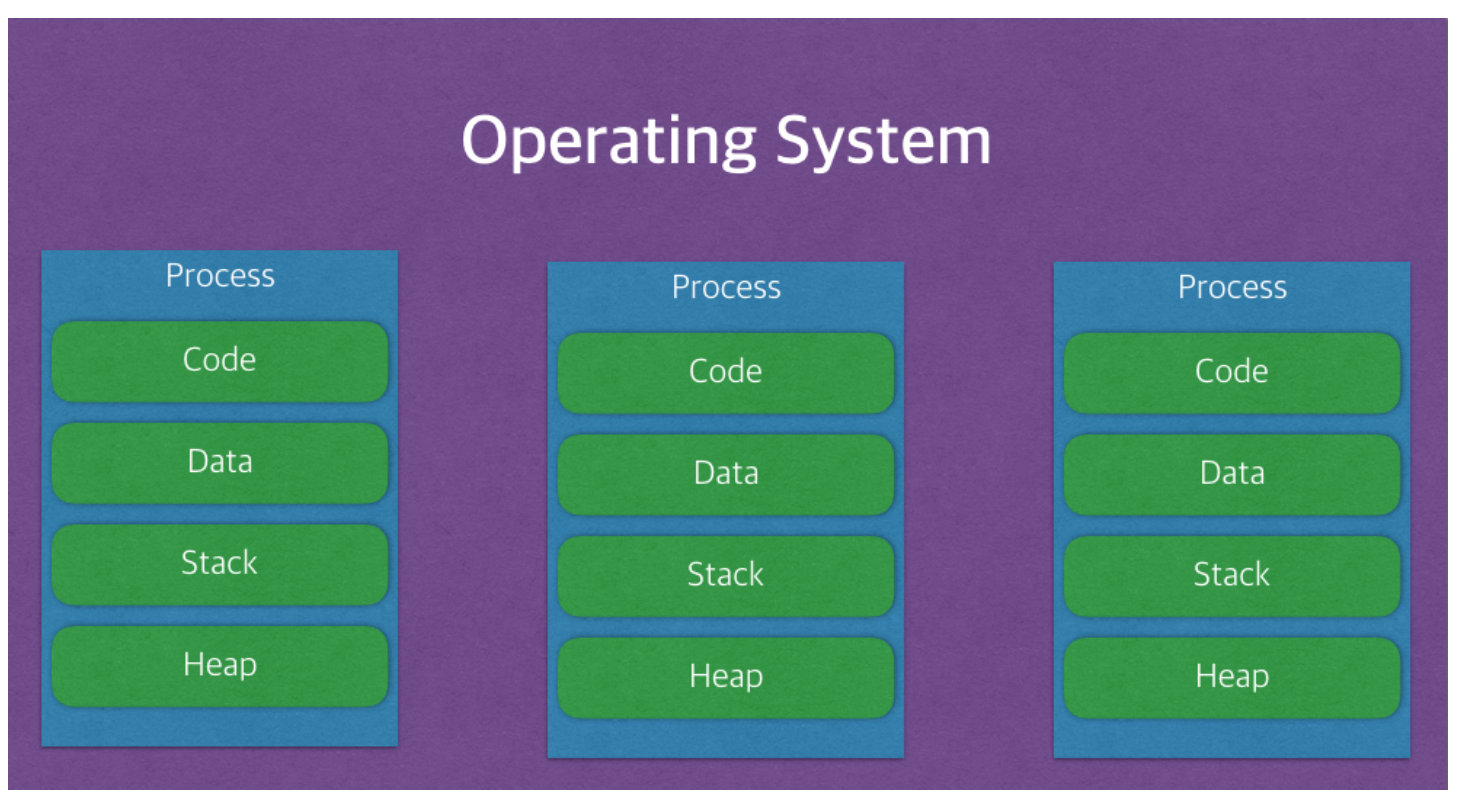 Operating System
Process
Code
Data
Stack
Heap
Process
Code
Data
Stack
Heap
Process
Code
Data
Stack
Heap